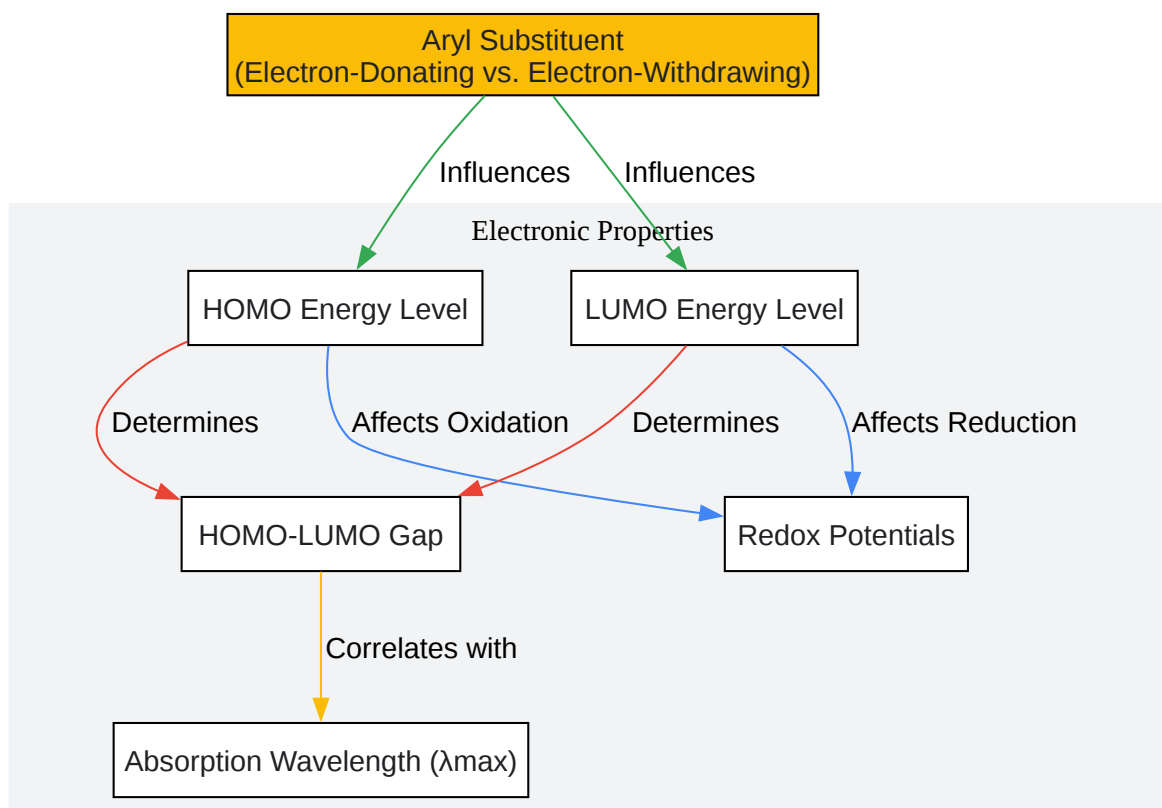 Aryl Substituent
(Electron-Donating vs. Electron-Withdrawing)
Influences
Influences
Electronic Properties
HOMO Energy Level
LUMO Energy Level
Determines
Affects Oxidation
Determines
Affects Reduction
HOMO-LUMO Gap
Redox Potentials
Correlates with
Absorption Wavelength (λmax)